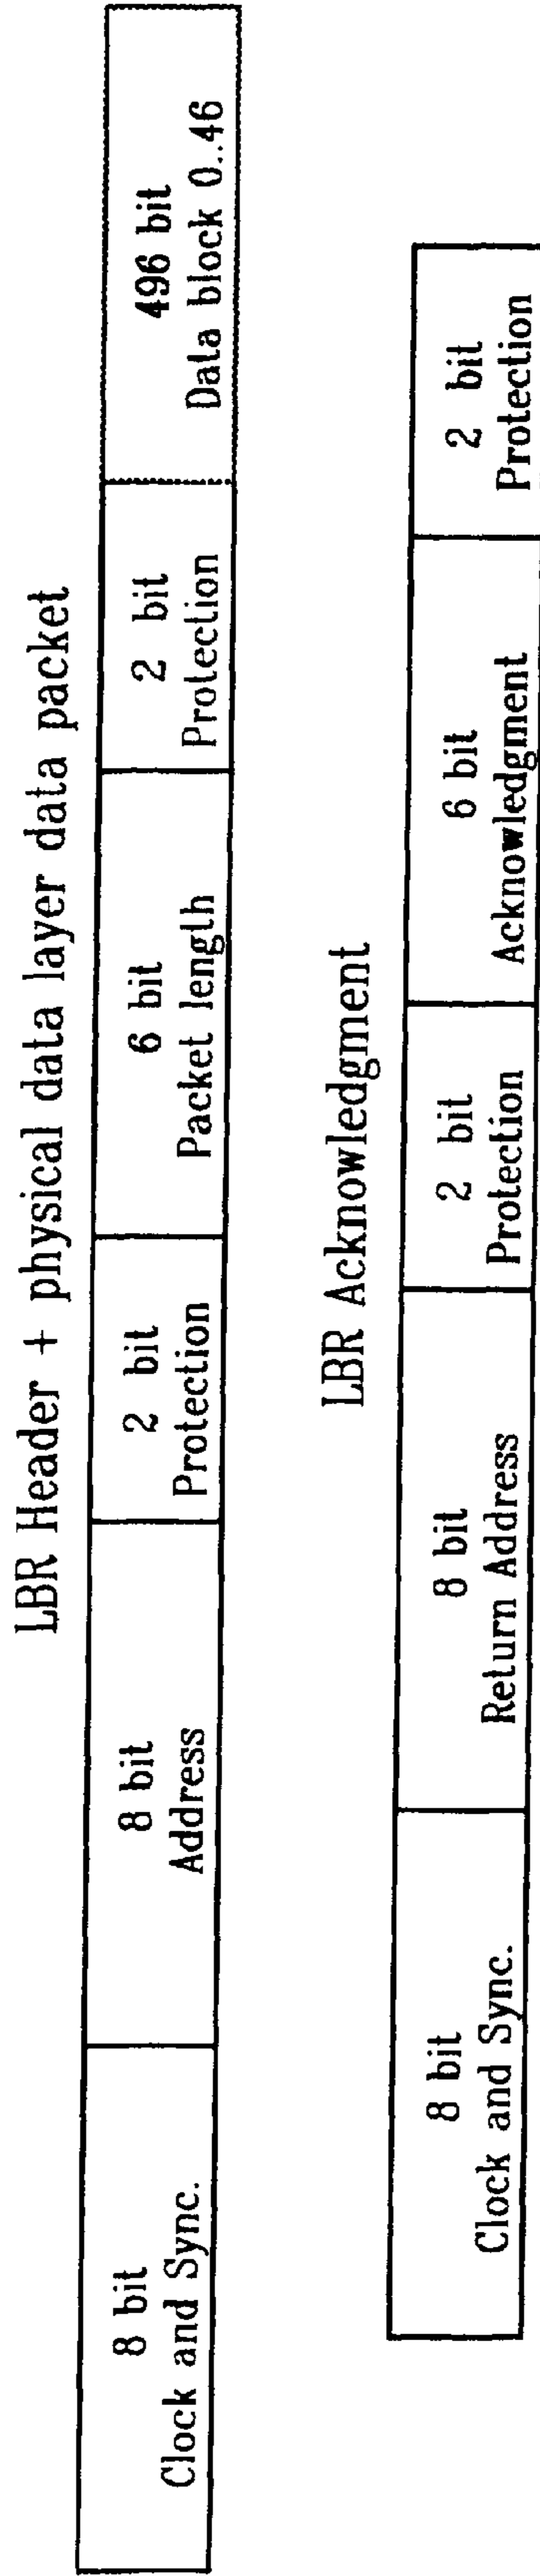 LBR Header + physical data layer data packet
8 bit
Clock and Sync.
8 bit
Address
2 bit
Protection
6 bit
Packet length
2 bit
Protection
496 bit
Data block 0..46
LBR Acknowledgment
8 bit
Clock and Sync.
8 bit
Return Address
2 bit
Protection
6 bit
Acknowledgment
2 bit
Protection